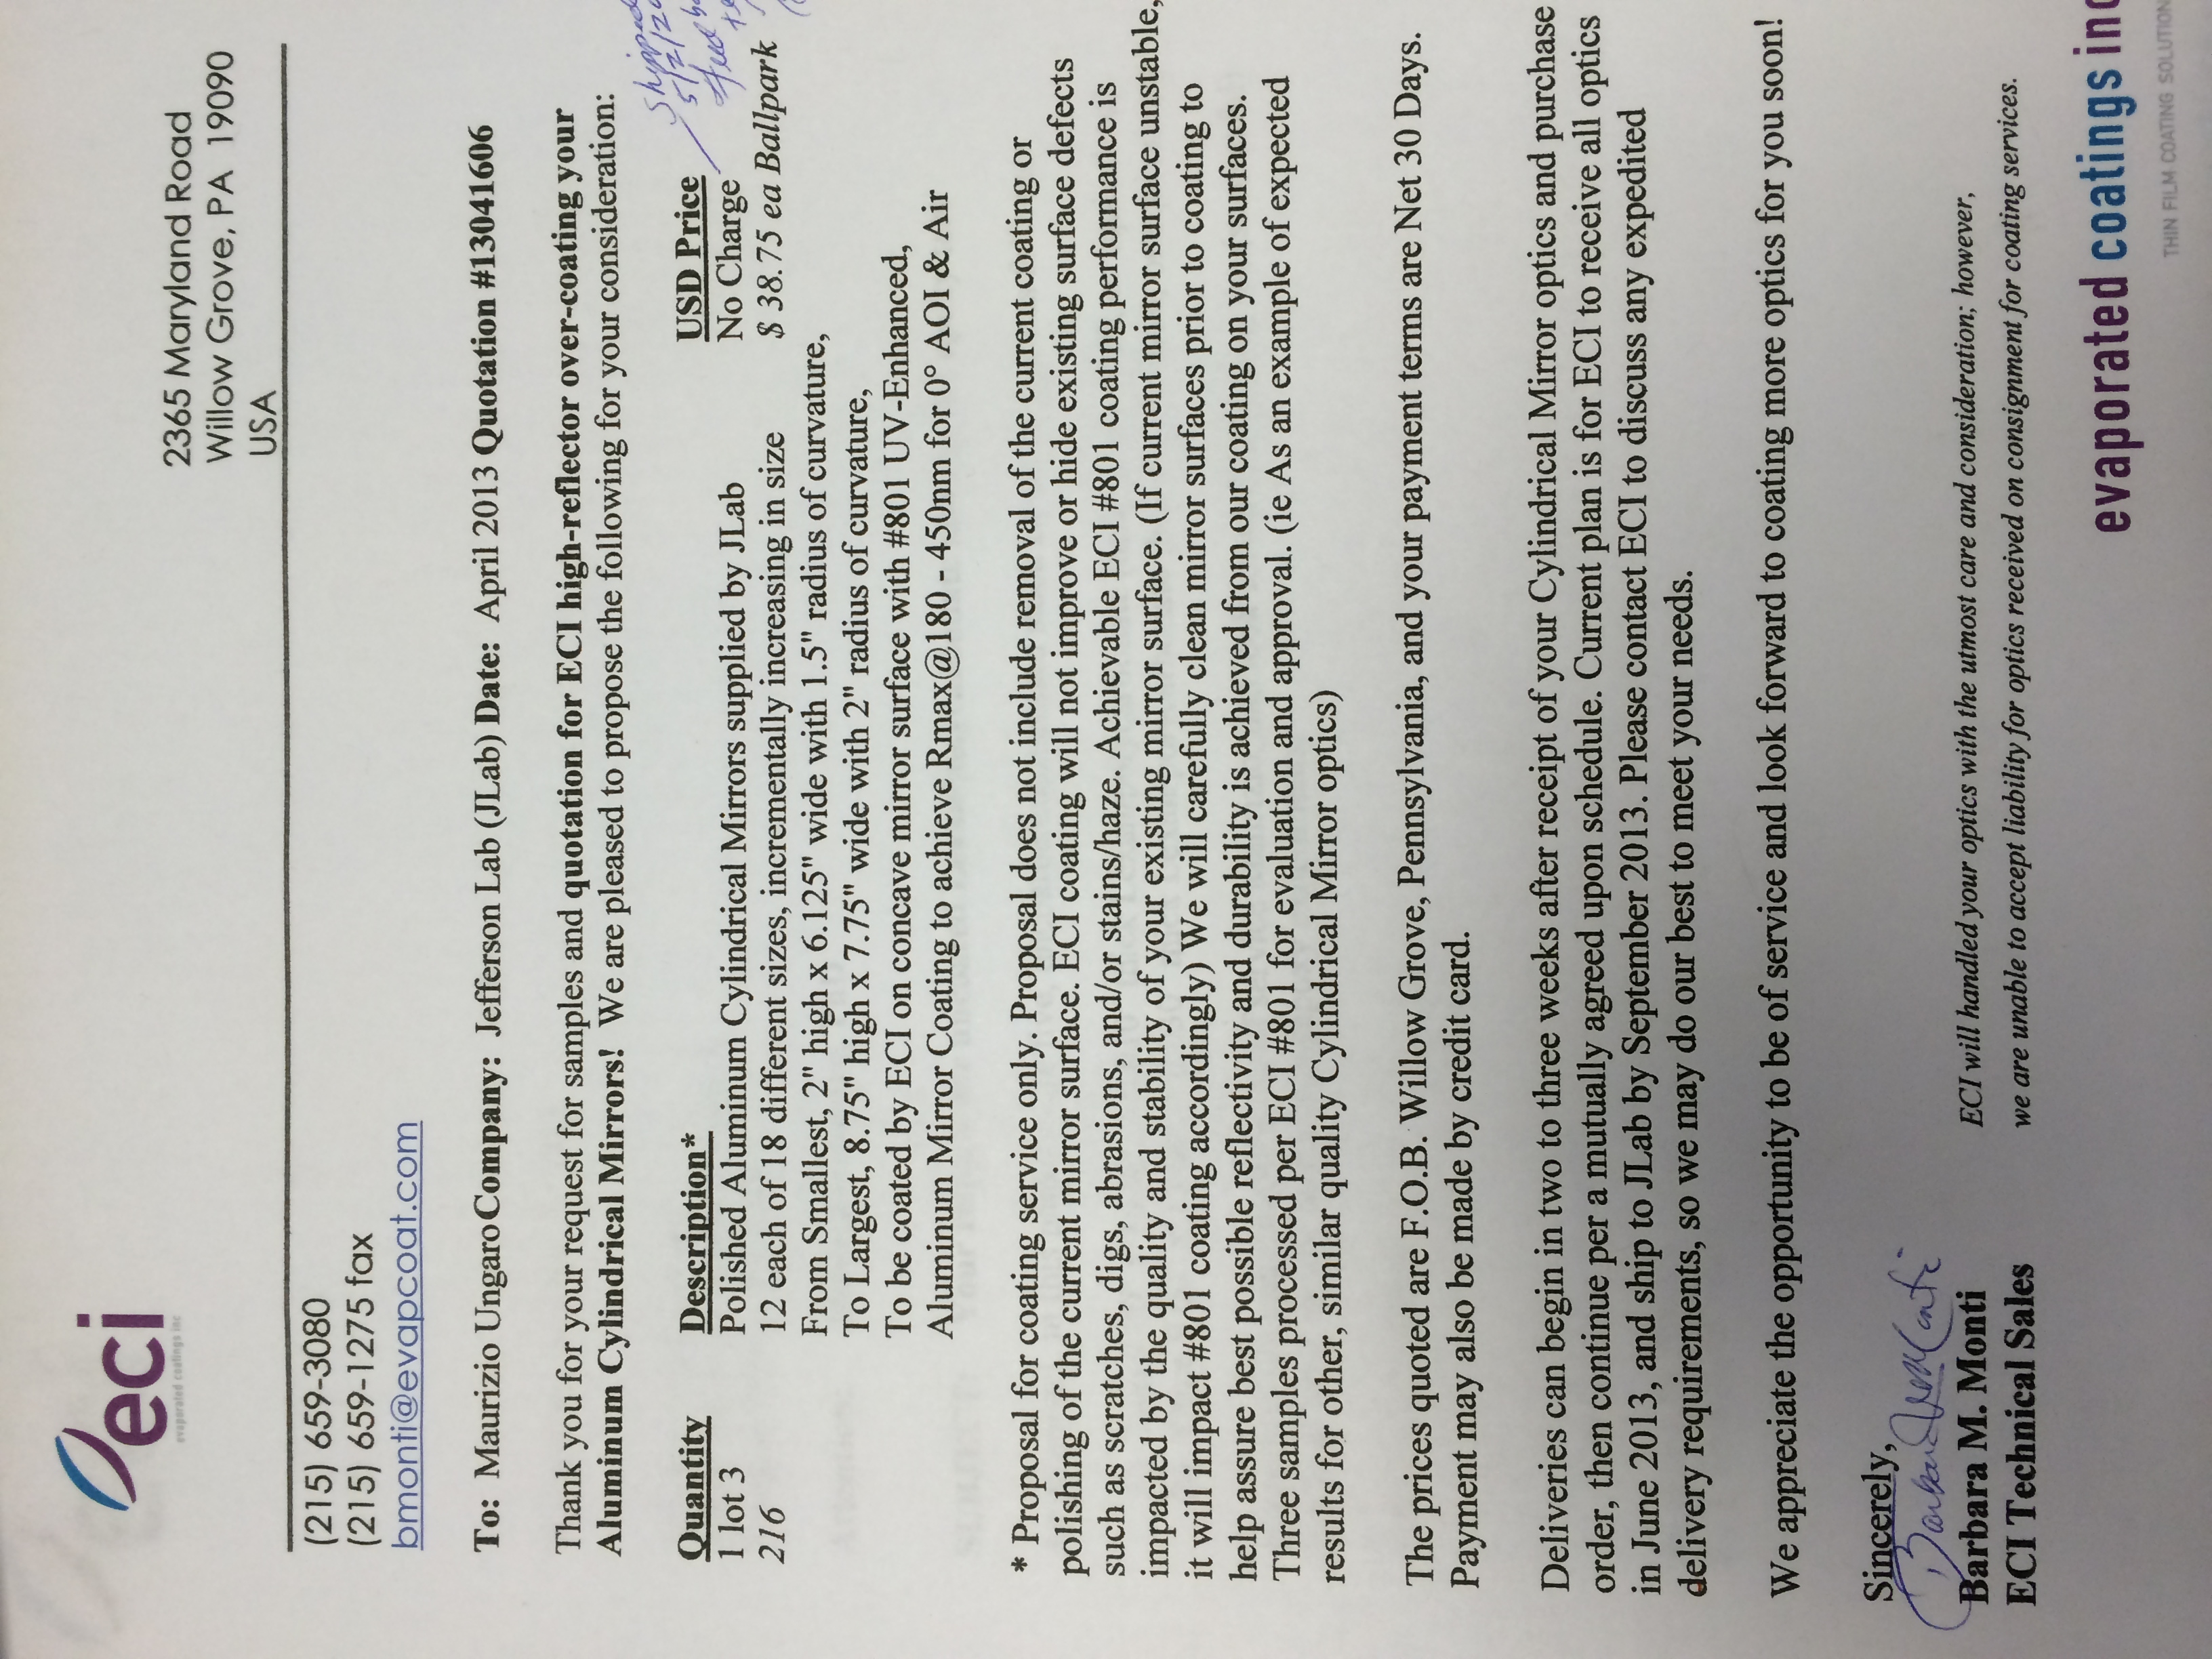 eci
evaporated coatings inc
2365 Maryland Road
Willow Grove, PA 19090
USA
(215) 659-3080
(215) 659-1275 fax
bmonti@evapcoat.com
To: Maurizio Ungaro Company: Jefferson Lab (JLab) Date: April 2013 Quotation #13041606
Thank you for your request for samples and quotation for ECI high-reflector over-coating your
Aluminum Cylindrical Mirrors! We are pleased to propose the following for your consideration:
Shipped
5/2/20
Quantity Description* USD Price
1 lot 3 Polished Aluminum Cylindrical Mirrors supplied by JLab No Charge
216 12 each of 18 different sizes, incrementally increasing in size $ 38.75 ea Ballpark
From Smallest, 2" high x 6.125" wide with 1.5" radius of curvature,
To Largest, 8.75" high x 7.75" wide with 2" radius of curvature,
To be coated by ECI on concave mirror surface with #801 UV-Enhanced,
Aluminum Mirror Coating to achieve Rmax@180 - 450nm for 0° AOI & Air
* Proposal for coating service only. Proposal does not include removal of the current coating or
polishing of the current mirror surface. ECI coating will not improve or hide existing surface defects
such as scratches, digs, abrasions, and/or stains/haze. Achievable ECI #801 coating performance is
impacted by the quality and stability of your existing mirror surface. (If current mirror surface unstable,
it will impact #801 coating accordingly) We will carefully clean mirror surfaces prior to coating to
help assure best possible reflectivity and durability is achieved from our coating on your surfaces.
Three samples processed per ECI #801 for evaluation and approval. (ie As an example of expected
results for other, similar quality Cylindrical Mirror optics)
The prices quoted are F.O.B. Willow Grove, Pennsylvania, and your payment terms are Net 30 Days.
Payment may also be made by credit card.
Deliveries can begin in two to three weeks after receipt of your Cylindrical Mirror optics and purchase
order, then continue per a mutually agreed upon schedule. Current plan is for ECI to receive all optics
in June 2013, and ship to JLab by September 2013. Please contact ECI to discuss any expedited
delivery requirements, so we may do our best to meet your needs.
We appreciate the opportunity to be of service and look forward to coating more optics for you soon!
Sincerely,
Barbara M. Monti
ECI Technical Sales
ECI will handled your optics with the utmost care and consideration; however,
we are unable to accept liability for optics received on consignment for coating services.
evaporated coatings inc
THIN FILM COATING SOLUTION